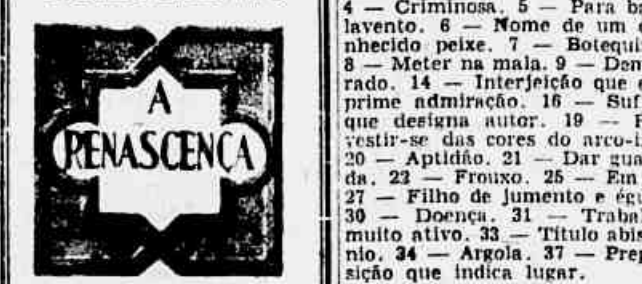 A
RENASCENÇA
4 — Criminosa. 5 — Para ba
lavento. 6 — Nome de um
nhecido peixe. 7 — Botequi
8 — Meter na mala. 9 — Den
rado. 14 — Interjeição que
prime admiração. 16 — Suf
que designa autor. 19 —
vestir-se das cores do arco-í
20 — Aptidão. 21 — Dar gua
da. 23 — Frouxo. 25 — Em
27 — Filho de jumento e égu
30 — Doença. 31 — Traba
muito ativo. 33 — Título abis
nio. 34 — Argola. 37 — Prep
sição que indica lugar.